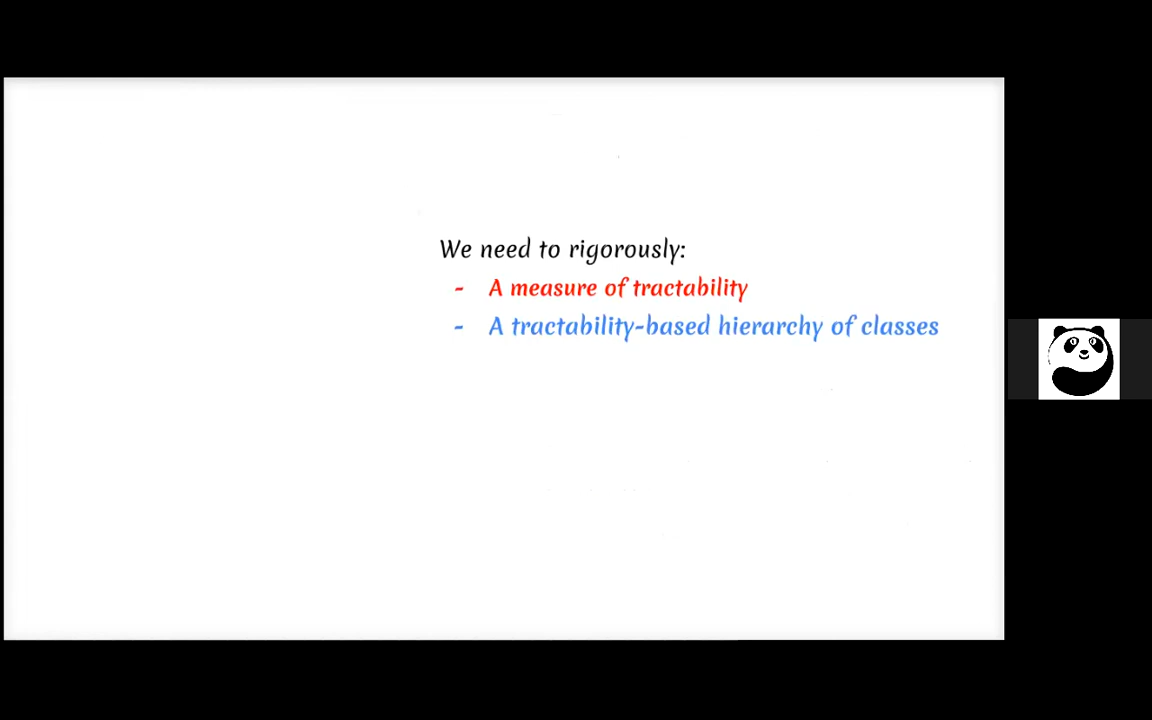 We need to rigorously:
- A measure of tractability
- A tractability-based hierarchy of classes